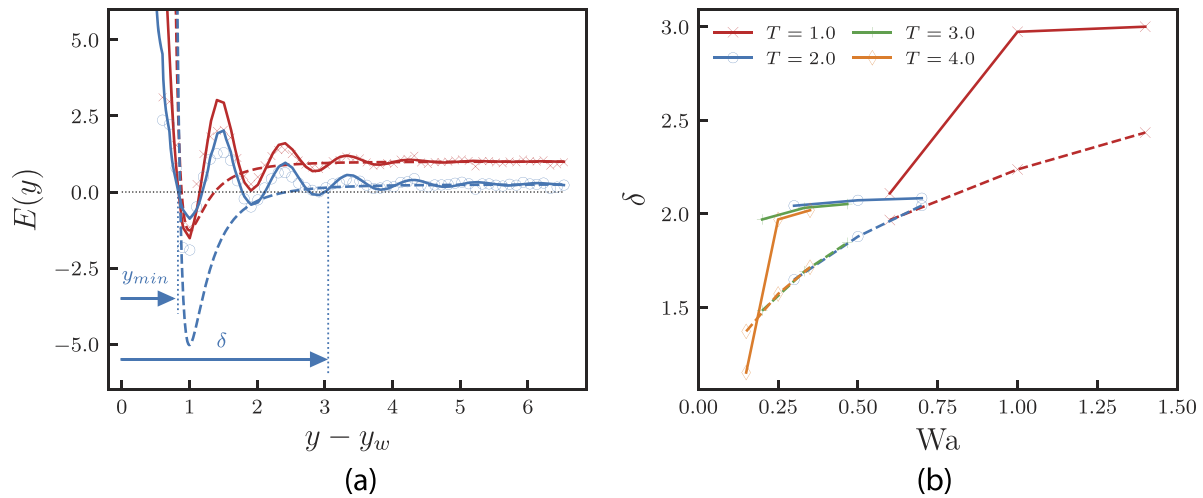 5.0
2.5
0.0
−2.5
−5.0
E(y)
y_min
δ
0 1 2 3 4 5 6
y − y_w
(a)
3.0
2.5
2.0
1.5
δ
T = 1.0 T = 3.0
T = 2.0 T = 4.0
0.00 0.25 0.50 0.75 1.00 1.25 1.50
Wa
(b)